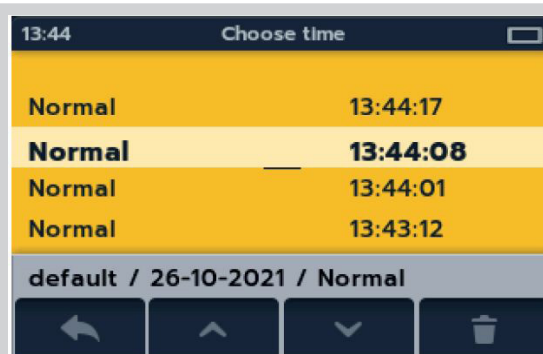 13:44 Choose time
Normal 13:44:17
Normal 13:44:08
Normal 13:44:01
Normal 13:43:12
default / 26-10-2021 / Normal